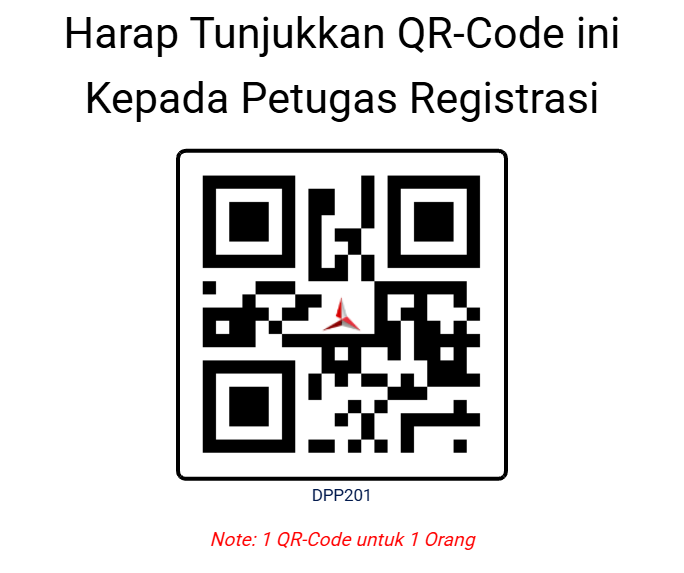 Harap Tunjukkan QR-Code ini
Kepada Petugas Registrasi
DPP201
Note: 1 QR-Code untuk 1 Orang